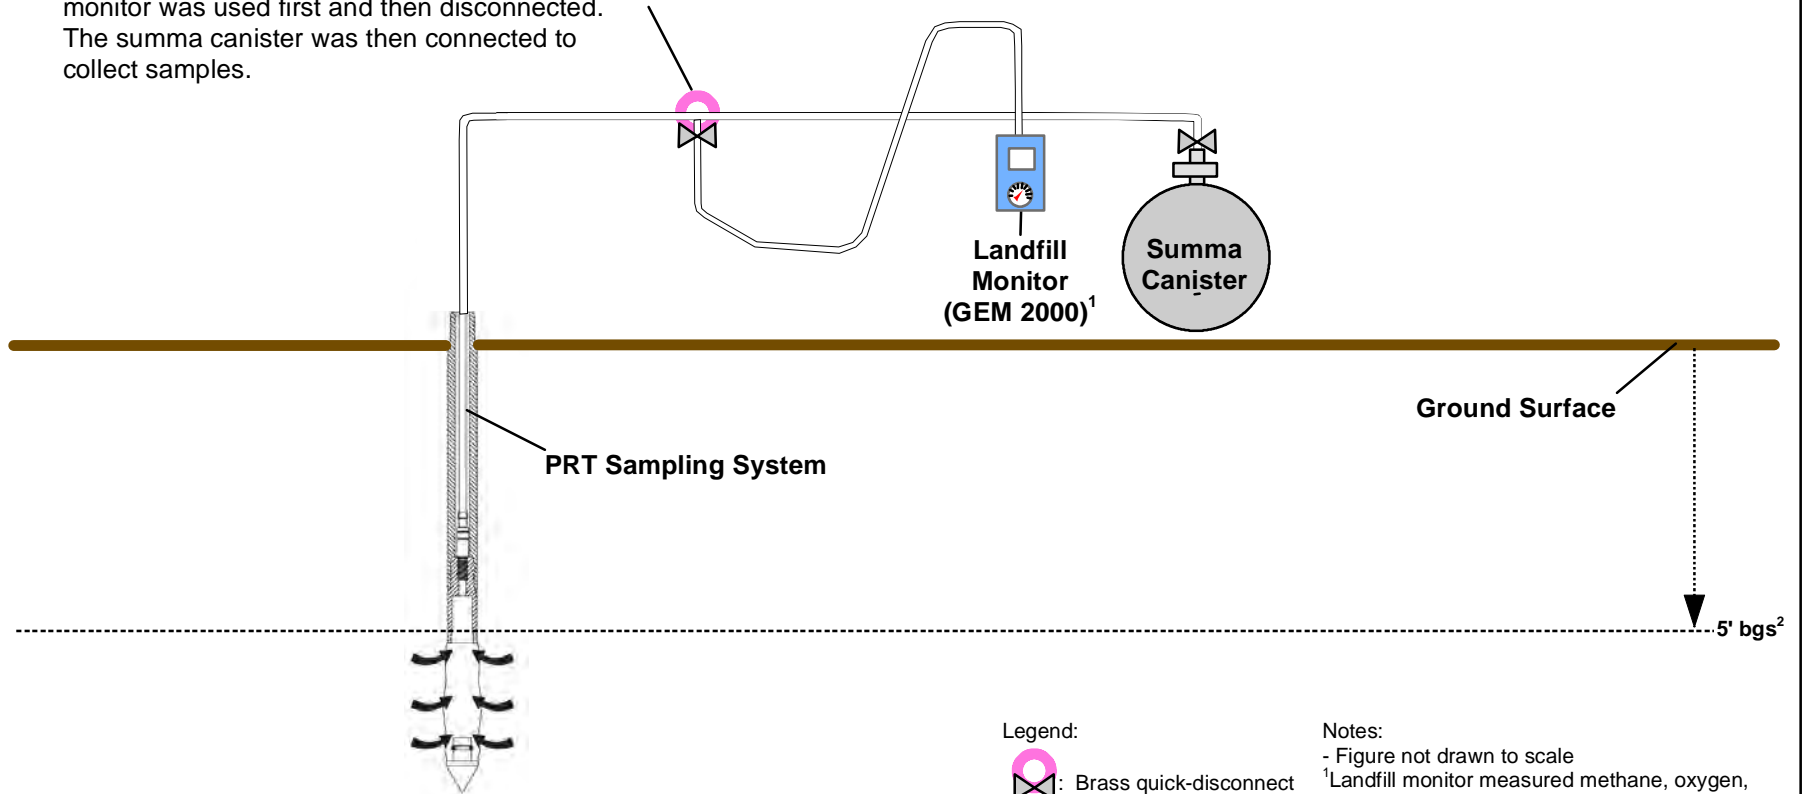 monitor was used first and then disconnected.
The summa canister was then connected to
collect samples.
Landfill
Monitor
(GEM 2000)1
Summa
Canister
-
Ground Surface
PRT Sampling System
5' bgs2
Legend:
: Brass quick-disconnect
Notes:
- Figure not drawn to scale
1Landfill monitor measured methane, oxygen,